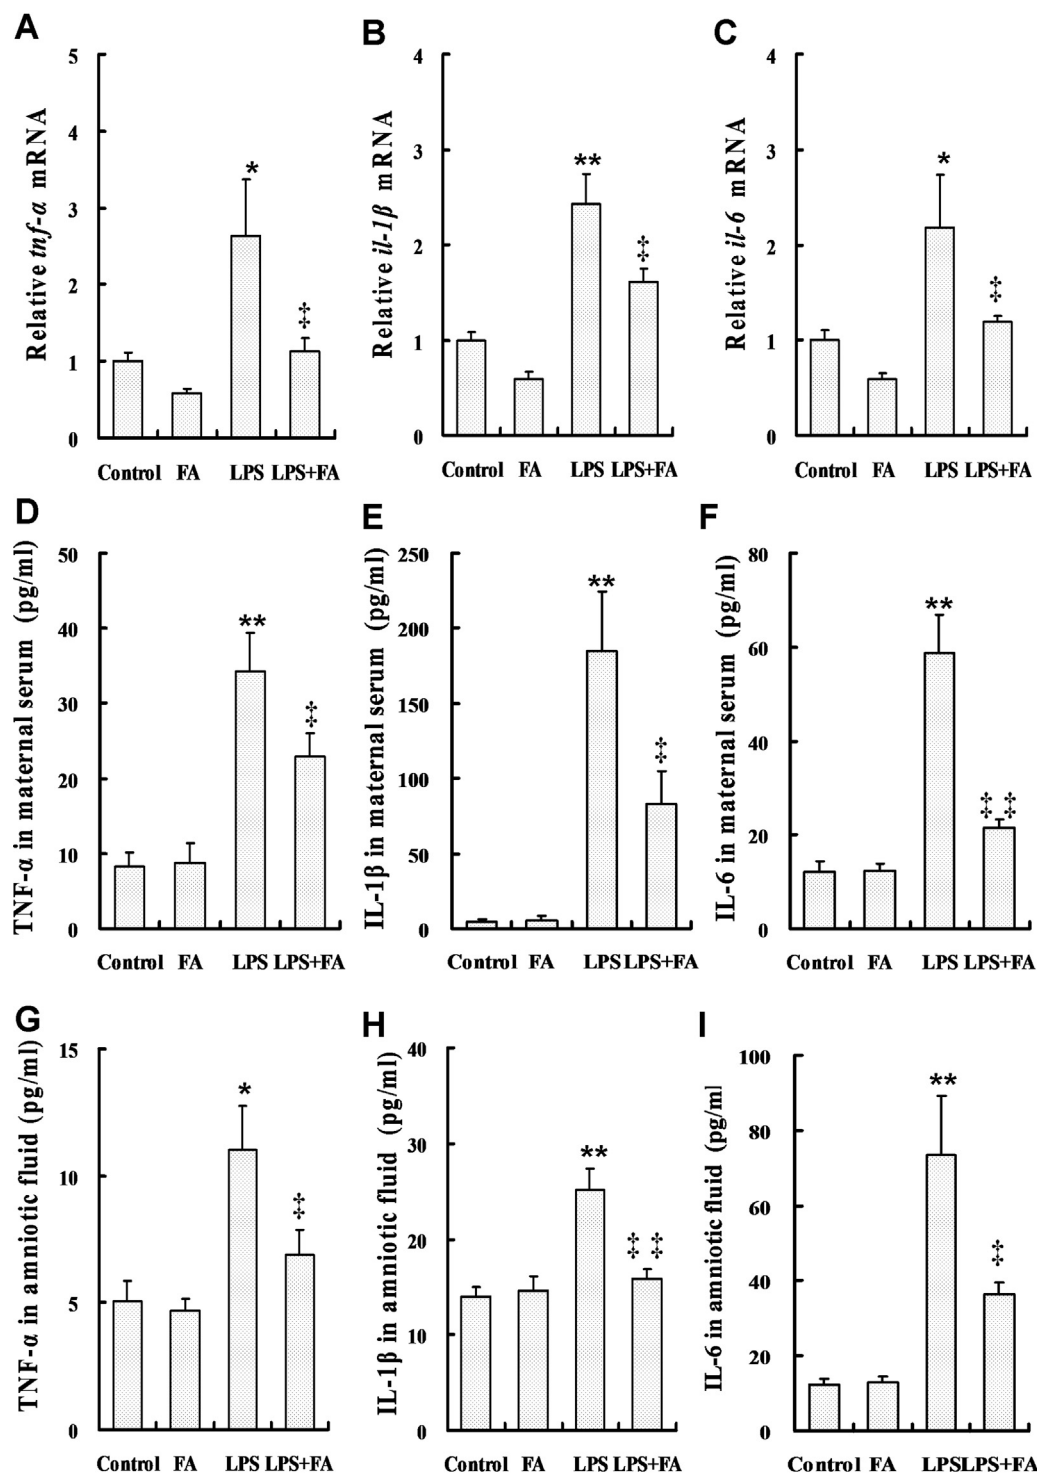 A
B
C
Relative tnf-α mRNA
5
4
3
2
1
0
*
‡
Control FA LPS LPS+FA
Relative il-1β mRNA
4
3
2
1
0
**
‡
Control FA LPS LPS+FA
Relative il-6 mRNA
4
3
2
1
0
*
‡
Control FA LPS LPS+FA
D
E
F
TNF-α in maternal serum (pg/ml)
50
40
30
20
10
0
**
‡
Control FA LPS LPS+FA
IL-1β in maternal serum (pg/ml)
250
200
150
100
50
0
**
‡
Control FA LPS LPS+FA
IL-6 in maternal serum (pg/ml)
80
60
40
20
0
**
‡ ‡
Control FA LPS LPS+FA
G
H
I
TNF-α in amniotic fluid (pg/ml)
15
10
5
0
*
‡
Control FA LPS LPS+FA
IL-1β in amniotic fluid (pg/ml)
40
30
20
10
0
**
‡ ‡
Control FA LPS LPS+FA
IL-6 in amniotic fluid (pg/ml
100
80
60
40
20
0
**
‡
Control FA LPS LPS+FA